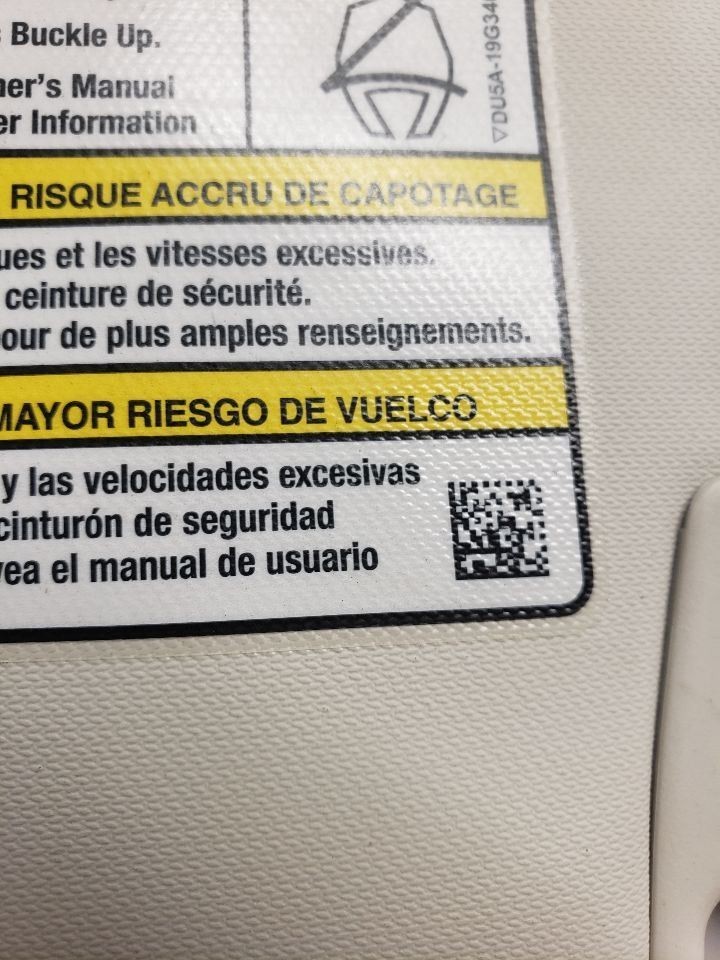 Buckle Up.
er's Manual
er Information
DU5A-19G34
RISQUE ACCRU DE CAPOTAGE
ues et les vitesses excessives.
ceinture de sécurité.
our de plus amples renseignements.
MAYOR RIESGO DE VUELCO
y las velocidades excesivas
cinturón de seguridad
vea el manual de usuario